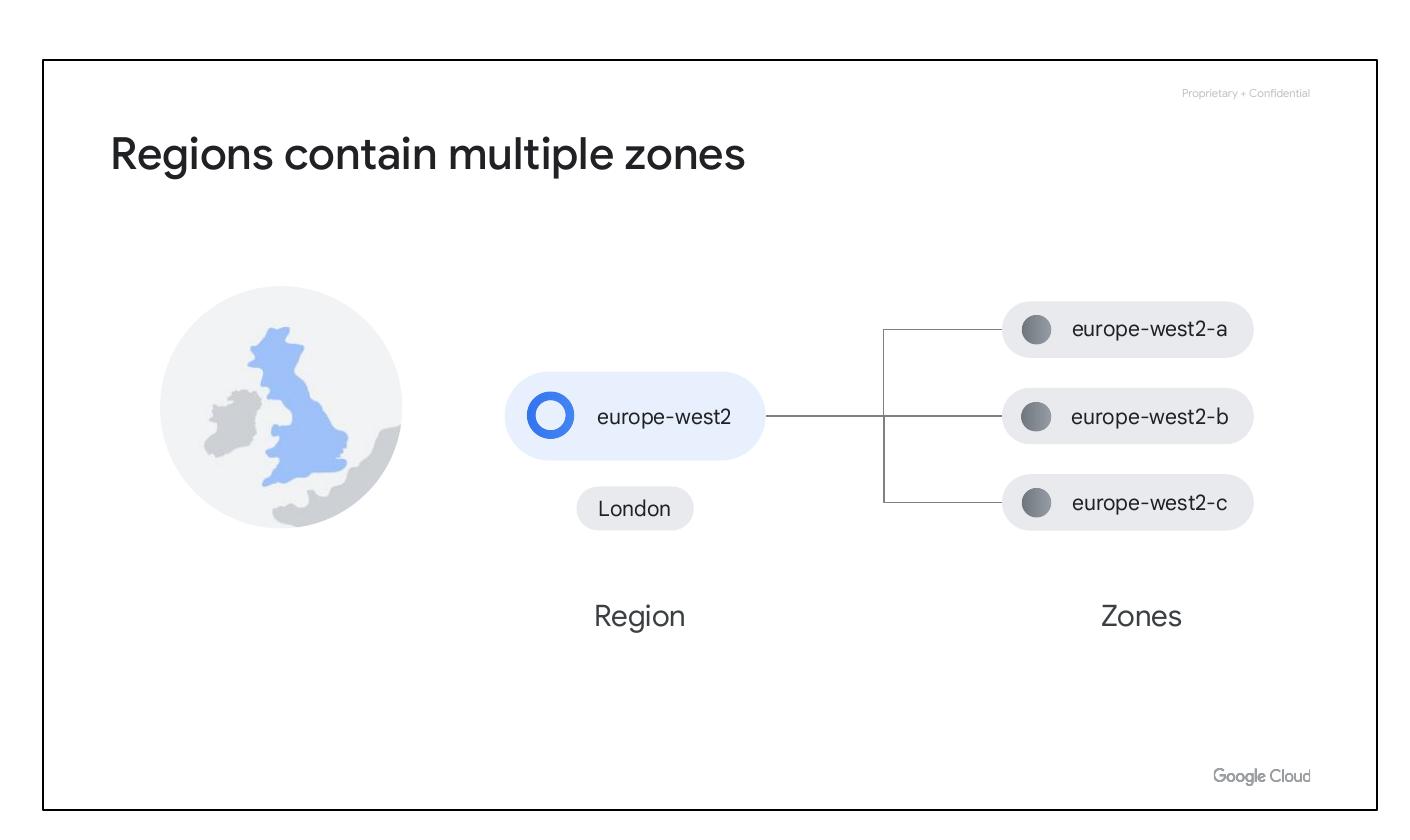 Proprietary + Confidential
Regions contain multiple zones
europe-west2
London
Region
europe-west2-a
europe-west2-b
europe-west2-c
Zones
Google Cloud